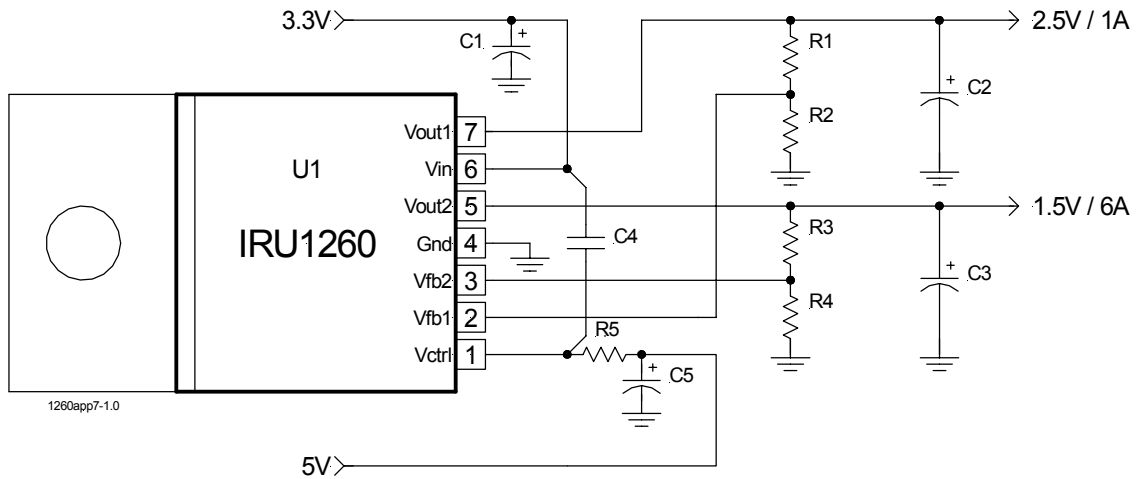 3.3V
C1
+
R1
2.5V / 1A
+
C2
R2
Vout1 7
U1
Vin 6
Vout2 5
1.5V / 6A
R3
C4
IRU1260
Gnd 4
+
C3
Vfb2 3
R4
Vfb1 2
R5
Vctrl 1
+
C5
1260app7-1.0
5V